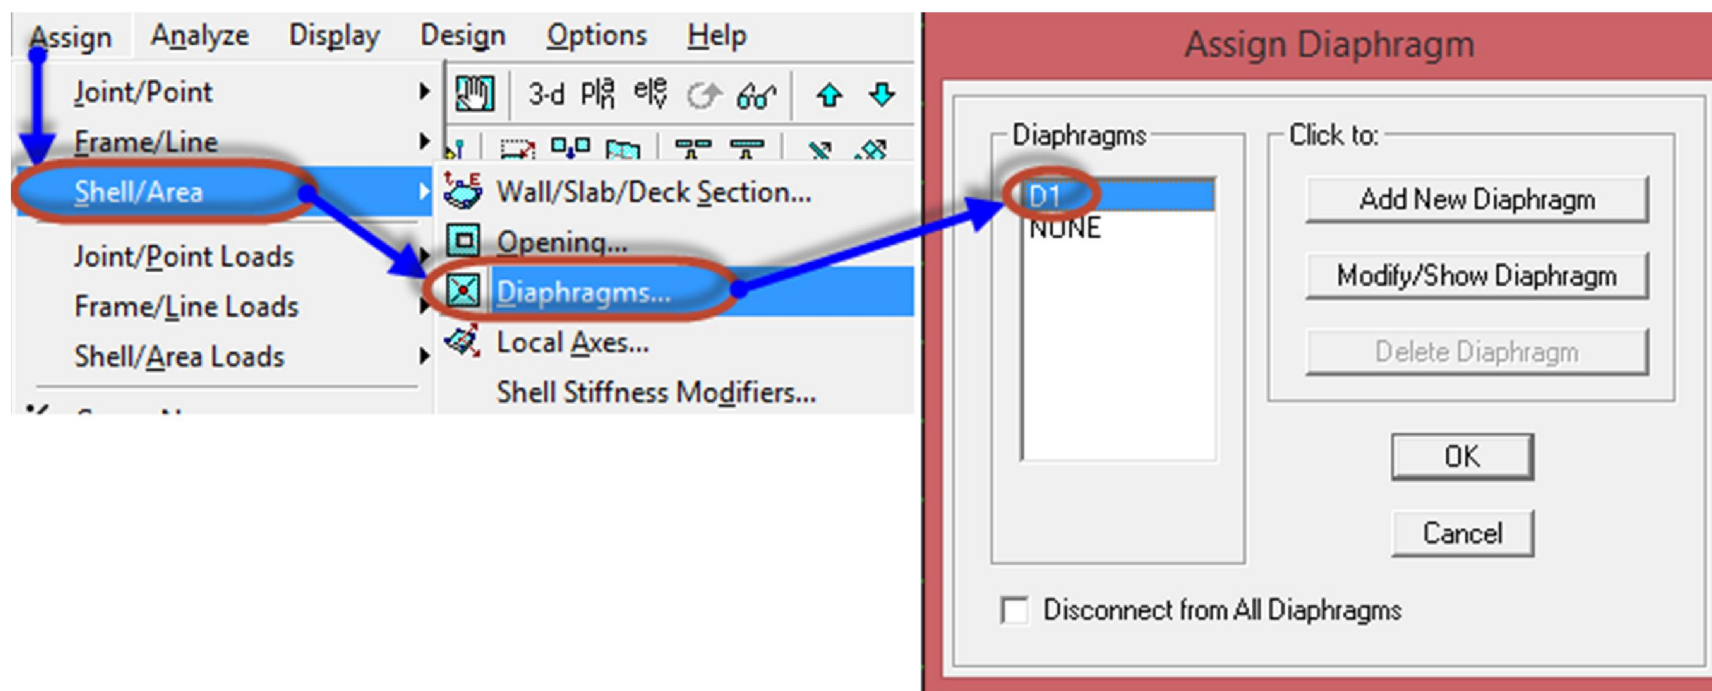 Assign Analyze Display Design Options Help
Joint/Point
Frame/Line
Shell/Area
Joint/Point Loads
Frame/Line Loads
Shell/Area Loads
3-d
Wall/Slab/Deck Section...
Opening...
Diaphragms...
Local Axes...
Shell Stiffness Modifiers...
Assign Diaphragm
Diaphragms
D1
NONE
Click to:
Add New Diaphragm
Modify/Show Diaphragm
Delete Diaphragm
OK
Cancel
Disconnect from All Diaphragms